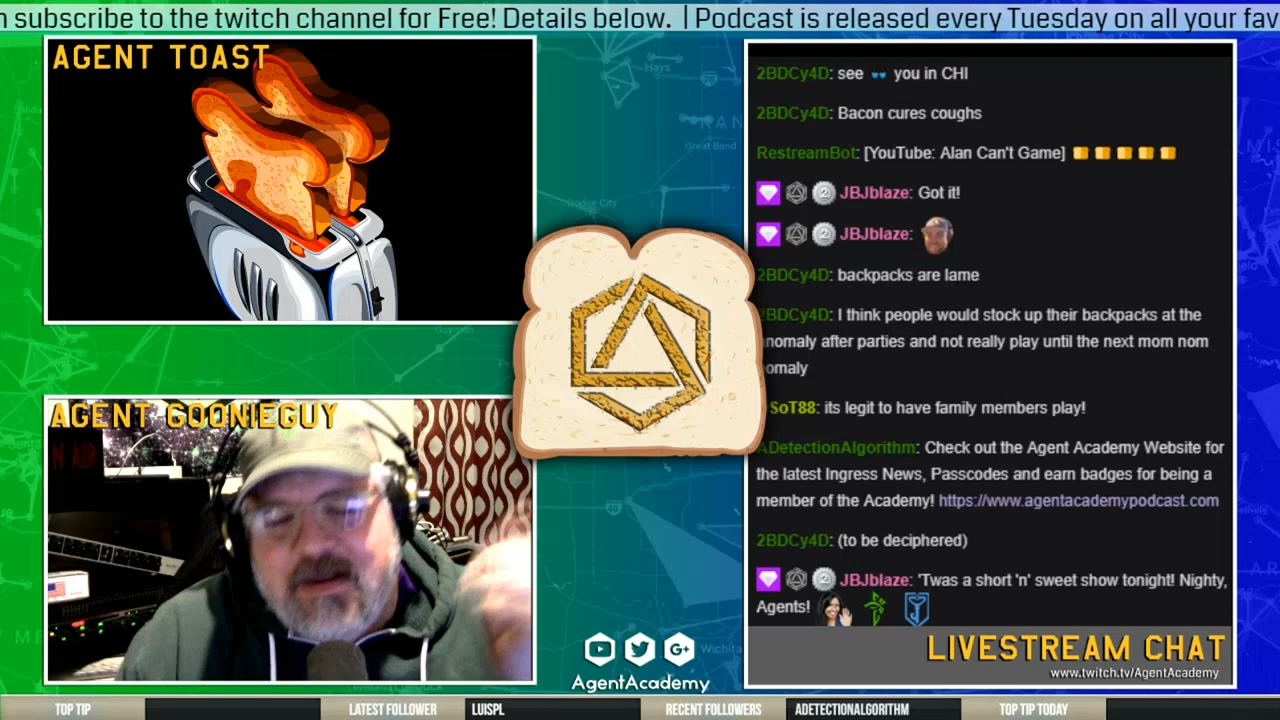 n subscribe to the twitch channel for Free! Details below. | Podcast is released every Tuesday on all your fav
AGENT TOAST
AGENT GOONIEGUY
2BDCy4D: see 🕶 you in CHI
2BDCy4D: Bacon cures coughs
RestreamBot: [YouTube: Alan Can't Game] 🍞 🍞 🍞 🍞 🍞
JBJblaze: Got it!
JBJblaze:
2BDCy4D: backpacks are lame
2BDCy4D: I think people would stock up their backpacks at the
nomaly after parties and not really play until the next mom nom
omaly
SoT88: its legit to have family members play!
ADetectionAlgorithm: Check out the Agent Academy Website for
the latest Ingress News, Passcodes and earn badges for being a
member of the Academy! https://www.agentacademypodcast.com
2BDCy4D: (to be deciphered)
JBJblaze: 'Twas a short 'n' sweet show tonight! Nighty,
Agents!
LIVESTREAM CHAT
www.twitch.tv/AgentAcademy
G+
AgentAcademy
TOP TIP
LATEST FOLLOWER
LUISPL
RECENT FOLLOWERS
ADETECTIONALGORITHM
TOP TIP TODAY